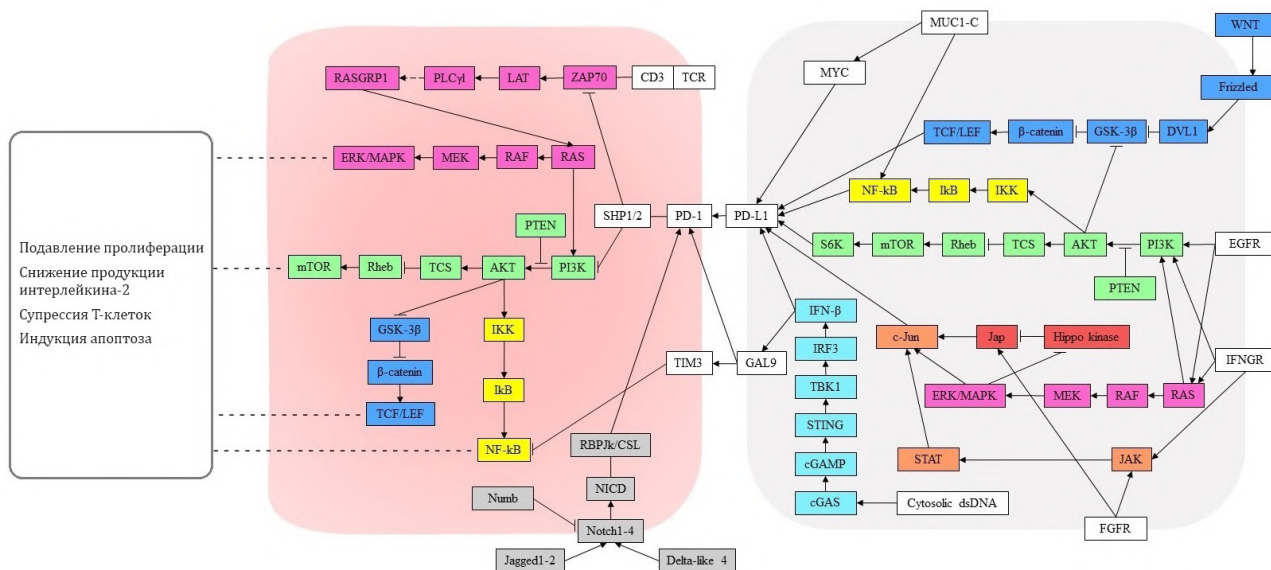 MUC1-C
WNT
MYC
Frizzled
RASGRP1
PLCγl
LAT
ZAP70
CD3
TCR
TCF/LEF
β-catenin
GSK-3β
DVL1
ERK/MAPK
MEK
RAF
RAS
NF-kB
IkB
IKK
SHP1/2
PD-1
PD-L1
PTEN
S6K
mTOR
Rheb
TCS
AKT
PI3K
EGFR
mTOR
Rheb
TCS
AKT
PI3K
PTEN
Подавление пролиферации
Снижение продукции
интерлейкина-2
Супрессия Т-клеток
Индукция апоптоза
GSK-3β
IKK
IFN-β
c-Jun
Jap
Hippo kinase
β-catenin
IRF3
TIM3
GAL9
IFNGR
IkB
TBK1
ERK/MAPK
MEK
RAF
RAS
TCF/LEF
STING
NF-kB
RBPJk/CSL
cGAMP
STAT
JAK
NICD
Numb
cGAS
Cytosolic dsDNA
FGFR
Notch1-4
Jagged1-2
Delta-like 4